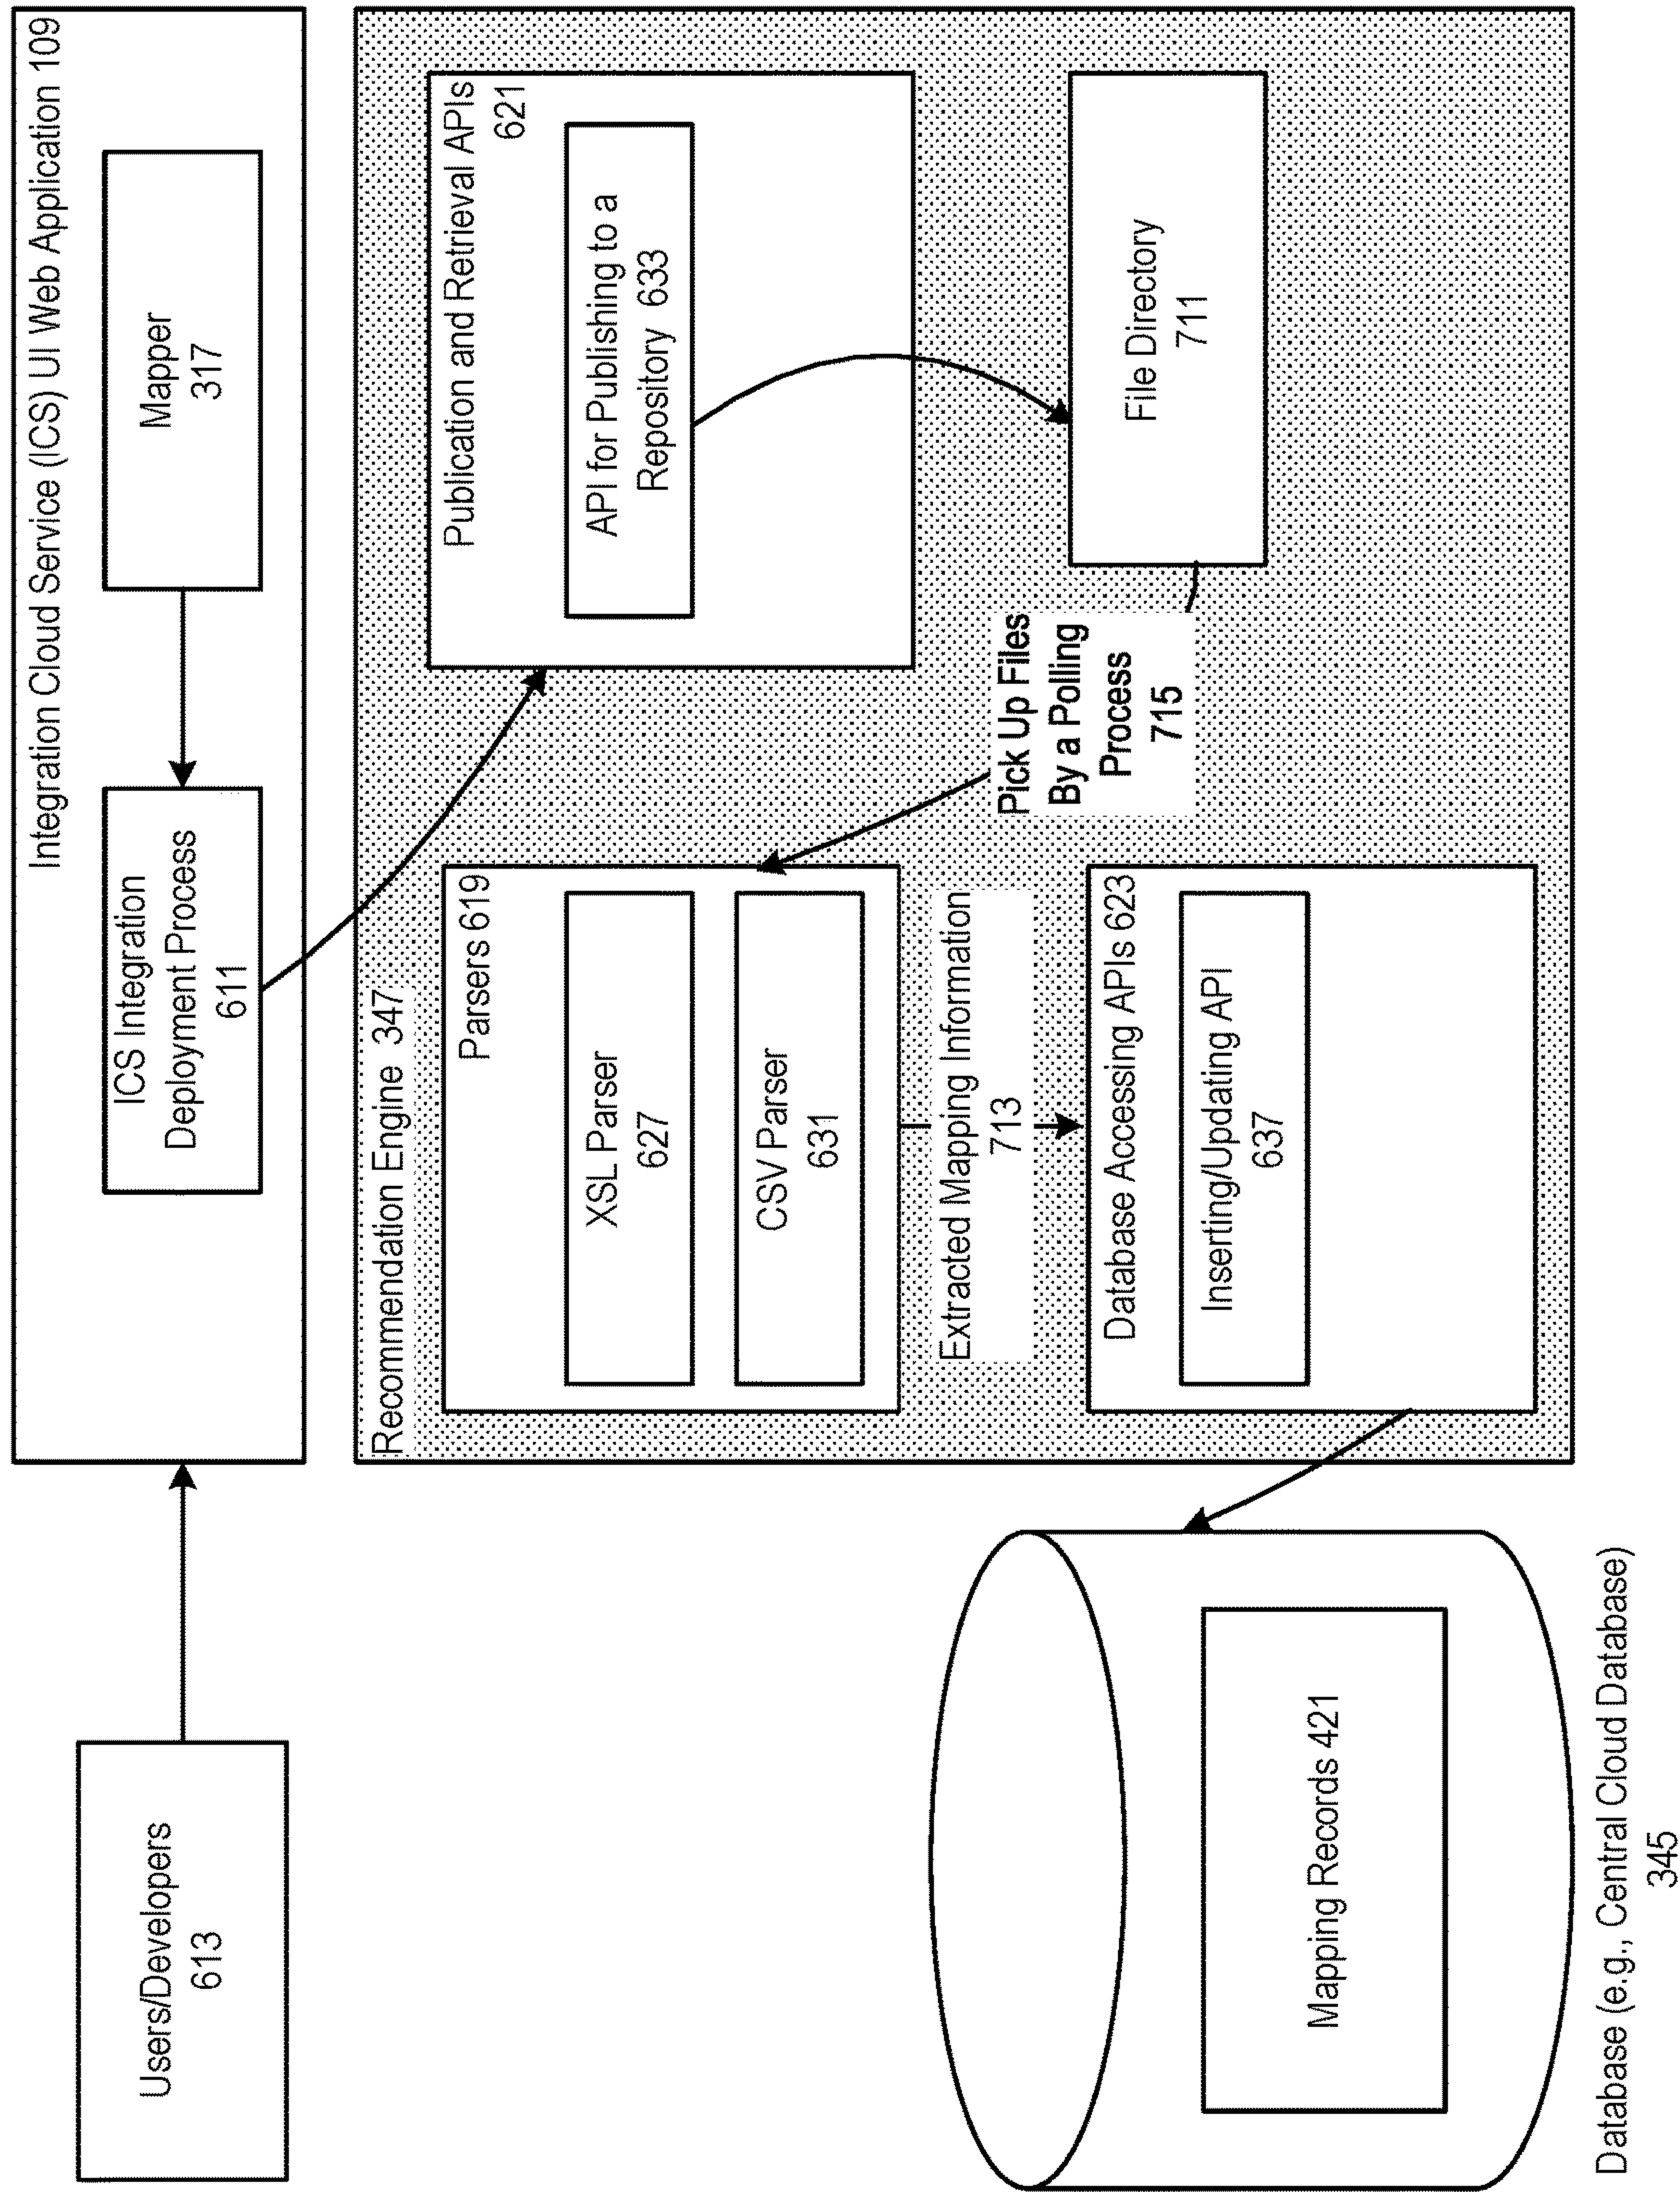 Users/Developers
613
Integration Cloud Service (ICS) UI Web Application 109
ICS Integration
Deployment Process
611
Mapper
317
Recommendation Engine 347
Parsers 619
XSL Parser
627
CSV Parser
631
Publication and Retrieval APIs
621
API for Publishing to a
Repository 633
Extracted Mapping Information
713
Pick Up Files
By a Polling
Process
715
Database Accessing APIs 623
Inserting/Updating API
637
File Directory
711
Mapping Records 421
Database (e.g., Central Cloud Database)
345